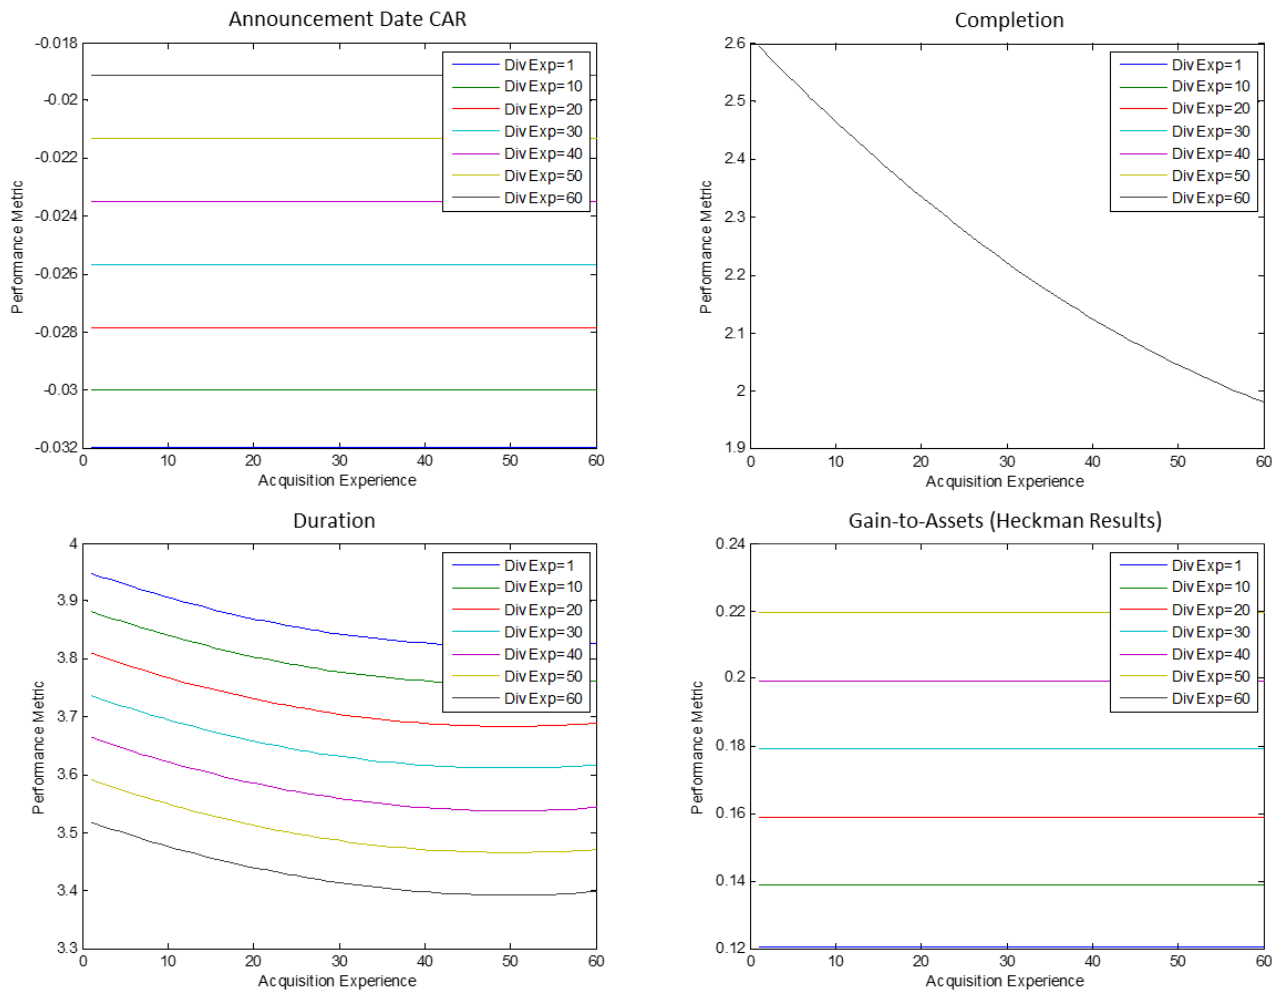 Announcement Date CAR
-0.018
-0.02
-0.022
-0.024
-0.026
-0.028
-0.03
-0.032
Performance Metric
0 10 20 30 40 50 60
Acquisition Experience
DivExp=1
DivExp=10
DivExp=20
DivExp=30
DivExp=40
DivExp=50
DivExp=60
Completion
2.6
2.5
2.4
2.3
2.2
2.1
2
1.9
Performance Metric
0 10 20 30 40 50 60
Acquisition Experience
DivExp=1
DivExp=10
DivExp=20
DivExp=30
DivExp=40
DivExp=50
DivExp=60
Duration
4
3.9
3.8
3.7
3.6
3.5
3.4
3.3
Performance Metric
0 10 20 30 40 50 60
Acquisition Experience
DivExp=1
DivExp=10
DivExp=20
DivExp=30
DivExp=40
DivExp=50
DivExp=60
Gain-to-Assets (Heckman Results)
0.24
0.22
0.2
0.18
0.16
0.14
0.12
Performance Metric
0 10 20 30 40 50 60
Acquisition Experience
DivExp=1
DivExp=10
DivExp=20
DivExp=30
DivExp=40
DivExp=50
DivExp=60